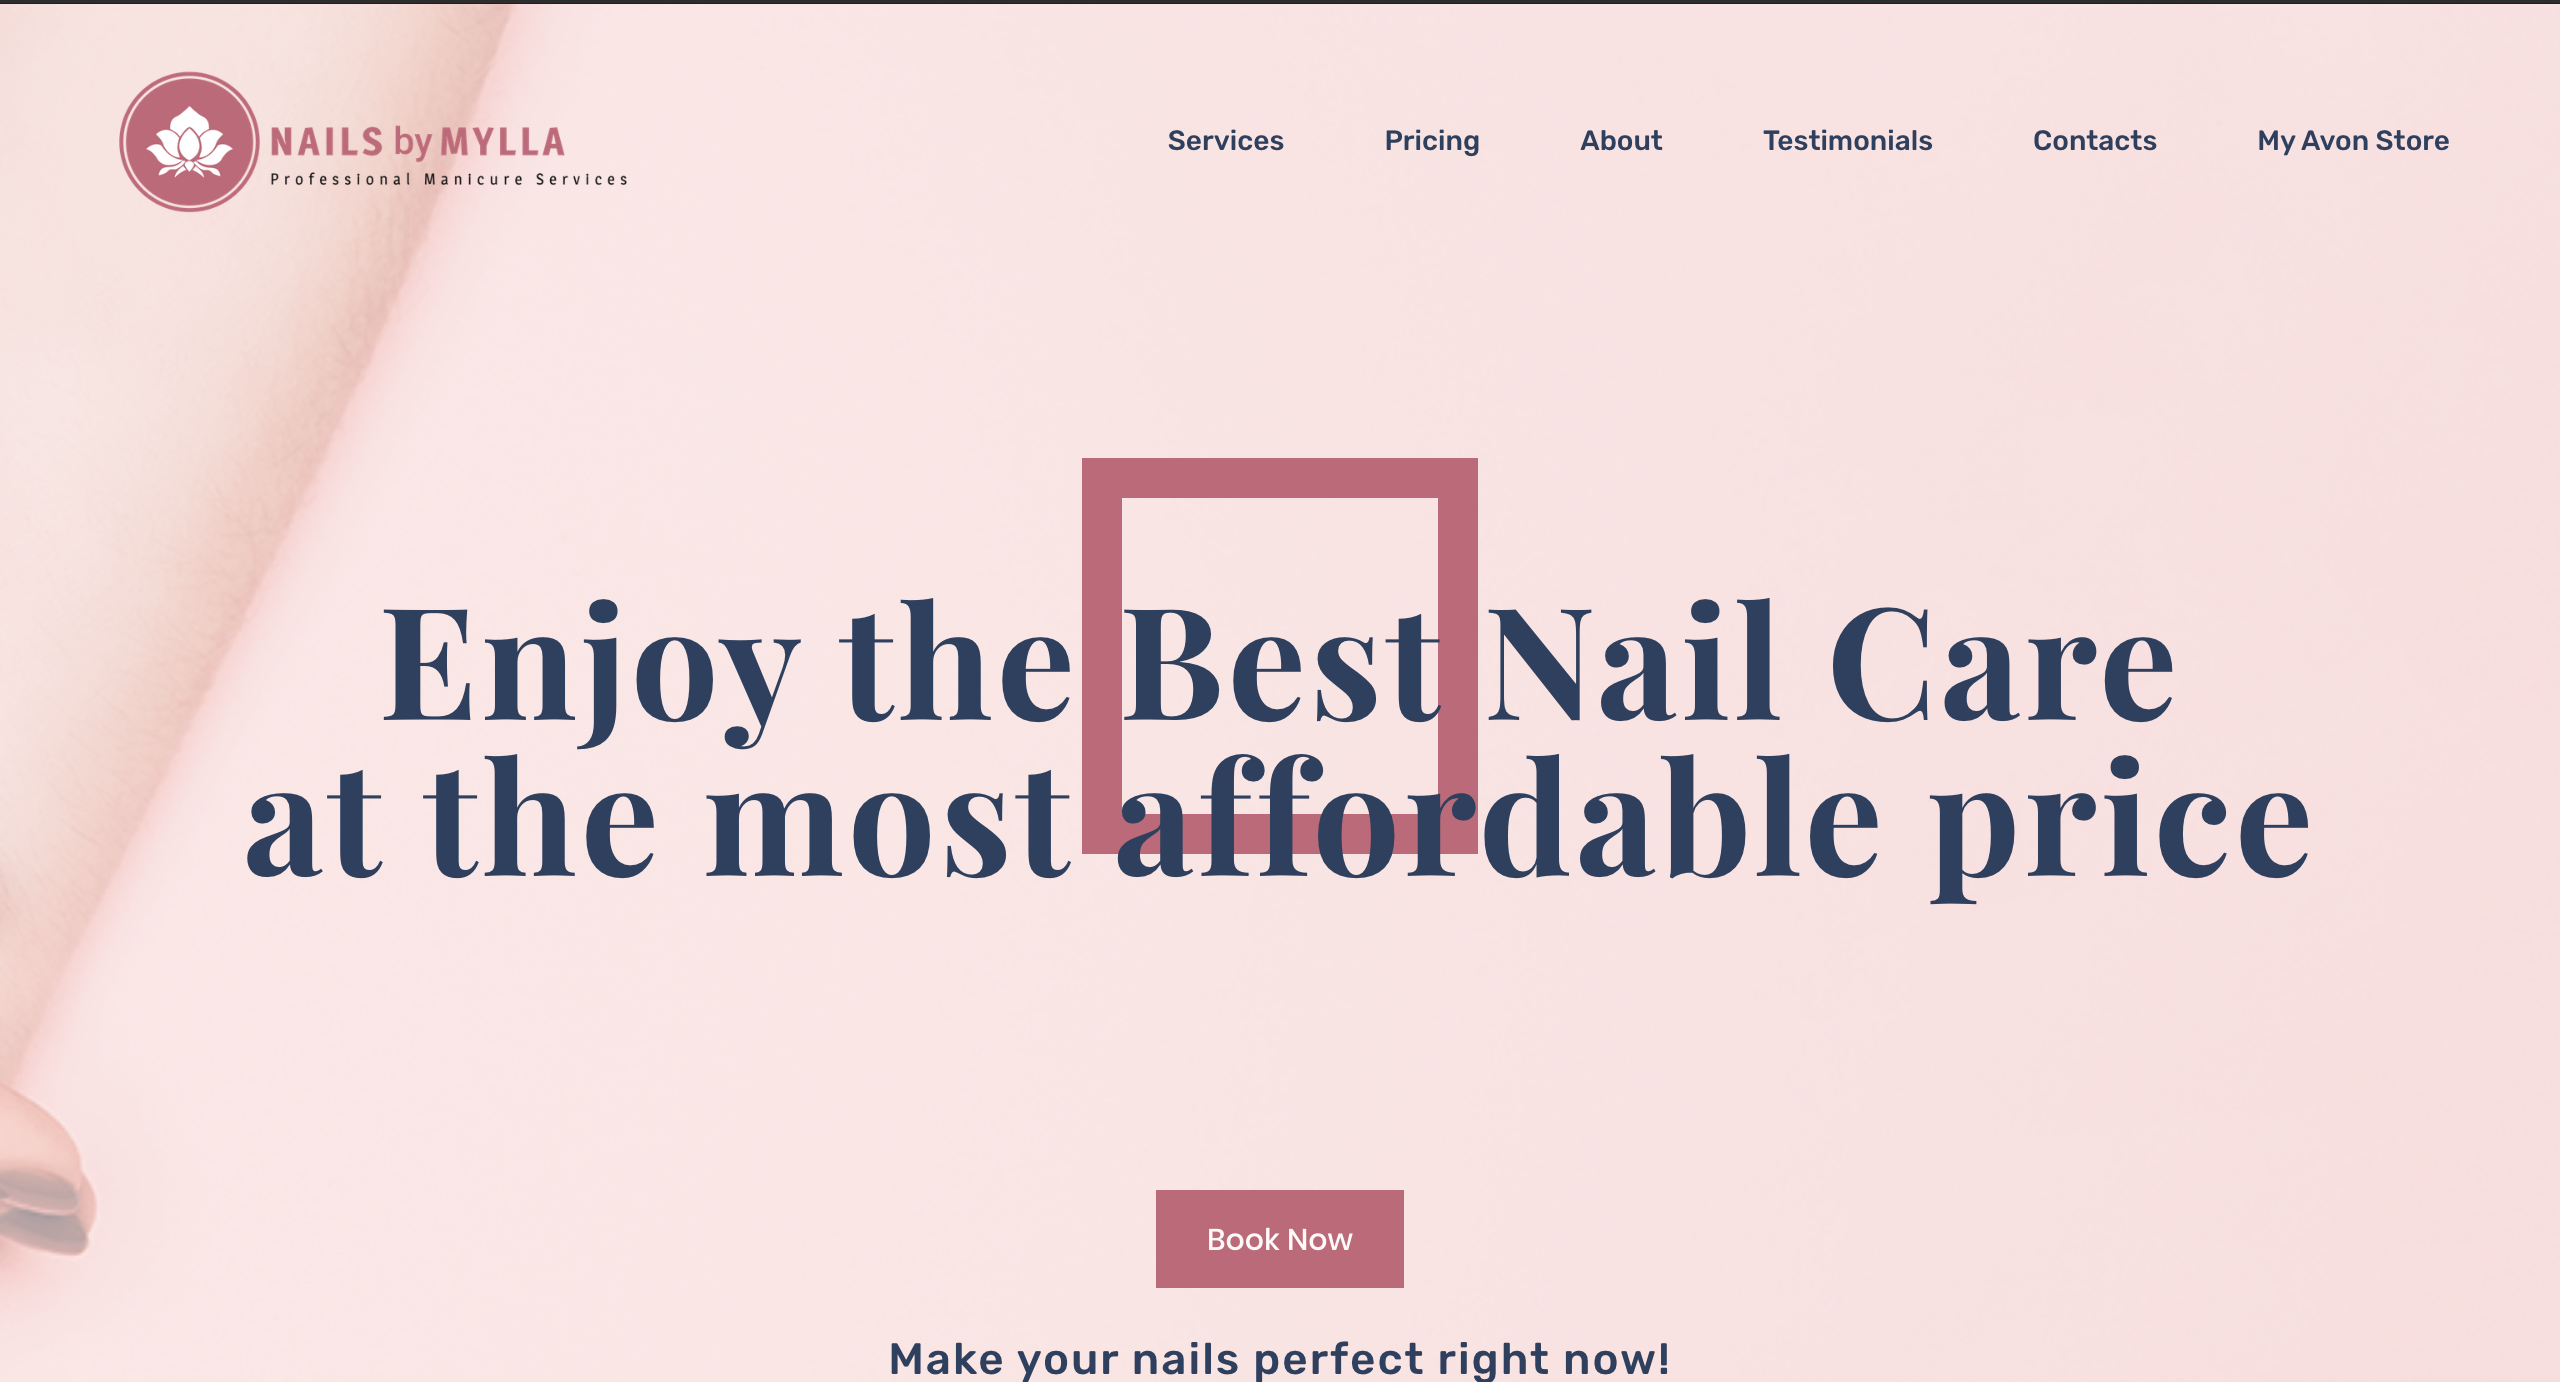 NAILS by MYLLA
Professional Manicure Services
Services Pricing About Testimonials Contacts My Avon Store
Enjoy the Best Nail Care
at the most affordable price
Book Now
Make your nails perfect right now!